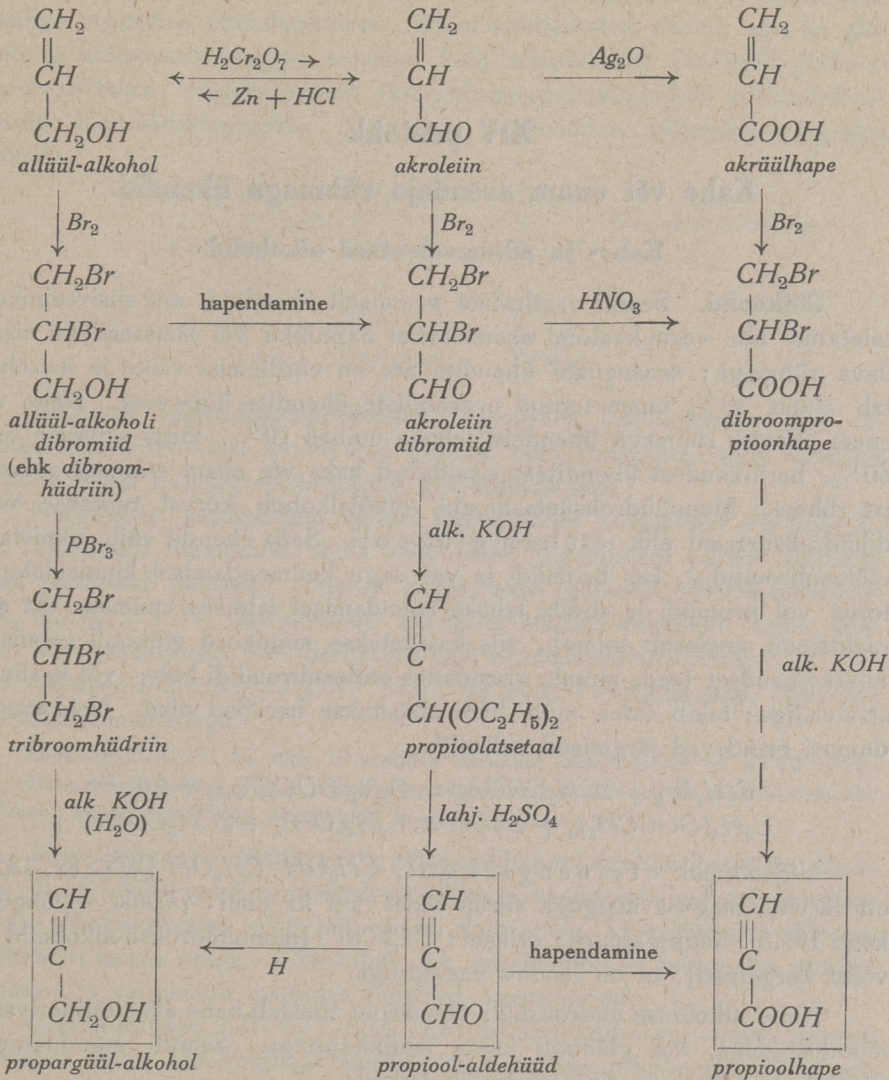 CH₂ CH₂ CH₂
|| H₂Cr₂O₇ → || Ag₂O ||
CH CH CH
| ← Zn + HCl | |
CH₂OH CHO COOH
allüül-alkohol akroleiin akrüülhape
Br₂ Br₂ Br₂
CH₂Br CH₂Br CH₂Br
| hapendamine | HNO₃ |
CHBr CHBr CHBr
| | |
CH₂OH CHO COOH
allüül-alkoholi akroleiin dibroompro-
dibromiid dibromiid pioonhape
(ehk dibroom-
hüdriin)
alk. KOH
PBr₃
CH₂Br CH
| |||
CHBr C alk. KOH
| |
CH₂Br CH(OC₂H₅)₂
tribroomhüdriin propioolatsetaal
alk KOH lahj. H₂SO₄
(H₂O)
CH CH CH
||| ||| hapendamine |||
C H C C
| | |
CH₂OH CHO COOH
propargüül-alkohol propiool-aldehüüd propioolhape